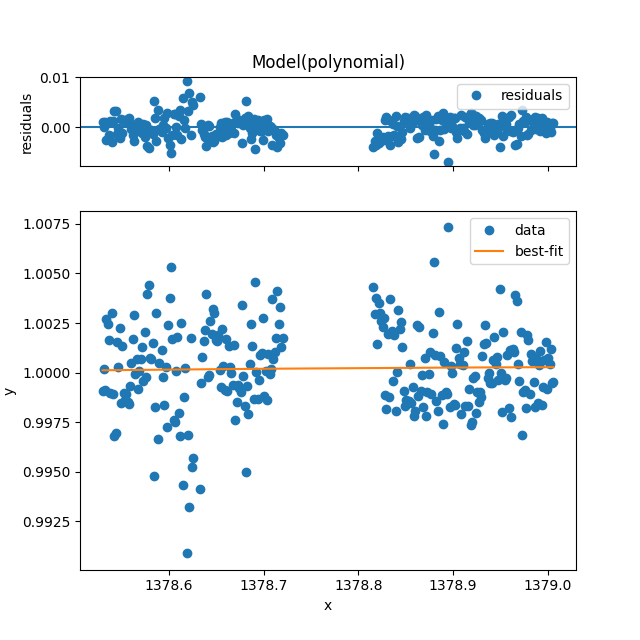 Model(polynomial)
0.01
0.00
residuals
residuals
1.0075
1.0050
1.0025
1.0000
0.9975
0.9950
0.9925
y
data
best-fit
1378.6 1378.7 1378.8 1378.9 1379.0
x